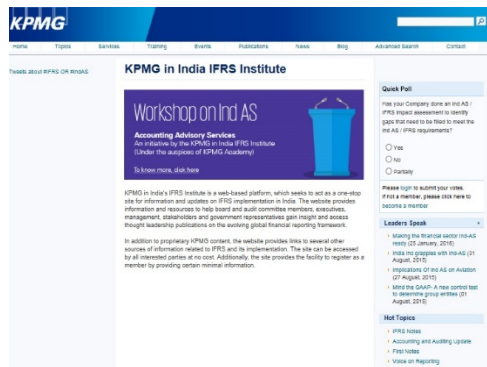 KPMG
Home Topics Services Training Events Publications News Blog Advanced Search Contact
Tweets about #IFRS OR #IndAS
KPMG in India IFRS Institute
Workshop on Ind AS
Accounting Advisory Services
An initiative by the KPMG in India IFRS Institute
(Under the auspices of KPMG Academy)
To know more, click here
KPMG in India's IFRS Institute is a web-based platform, which seeks to act as a one-stop
site for information and updates on IFRS implementation in India. The website provides
information and resources to help board and audit committee members, executives,
management, stakeholders and government representatives gain insight and access
thought leadership publications on the evolving global financial reporting framework.
In addition to proprietary KPMG content, the website provides links to several other
sources of information related to IFRS and its implementation. The site can be accessed
by all interested parties at no cost. Additionally, the site provides the facility to register as a
member by providing certain minimal information.
Quick Poll
Has your Company done an Ind AS /
IFRS impact assessment to identify
gaps that need to be filled to meet the
Ind AS / IFRS requirements?
Yes
No
Partially
Please login to submit your votes.
If not a member, please click here to
become a member
Leaders Speak
Making the financial sector Ind-AS
ready (25 January, 2016)
India Inc grapples with Ind-AS (31
August, 2015)
Implications Of Ind AS on Aviation
(27 August, 2015)
Mind the GAAP- A new control test
to determine group entities (01
August, 2015)
Hot Topics
IFRS Notes
Accounting and Auditing Update
First Notes
Voice on Reporting